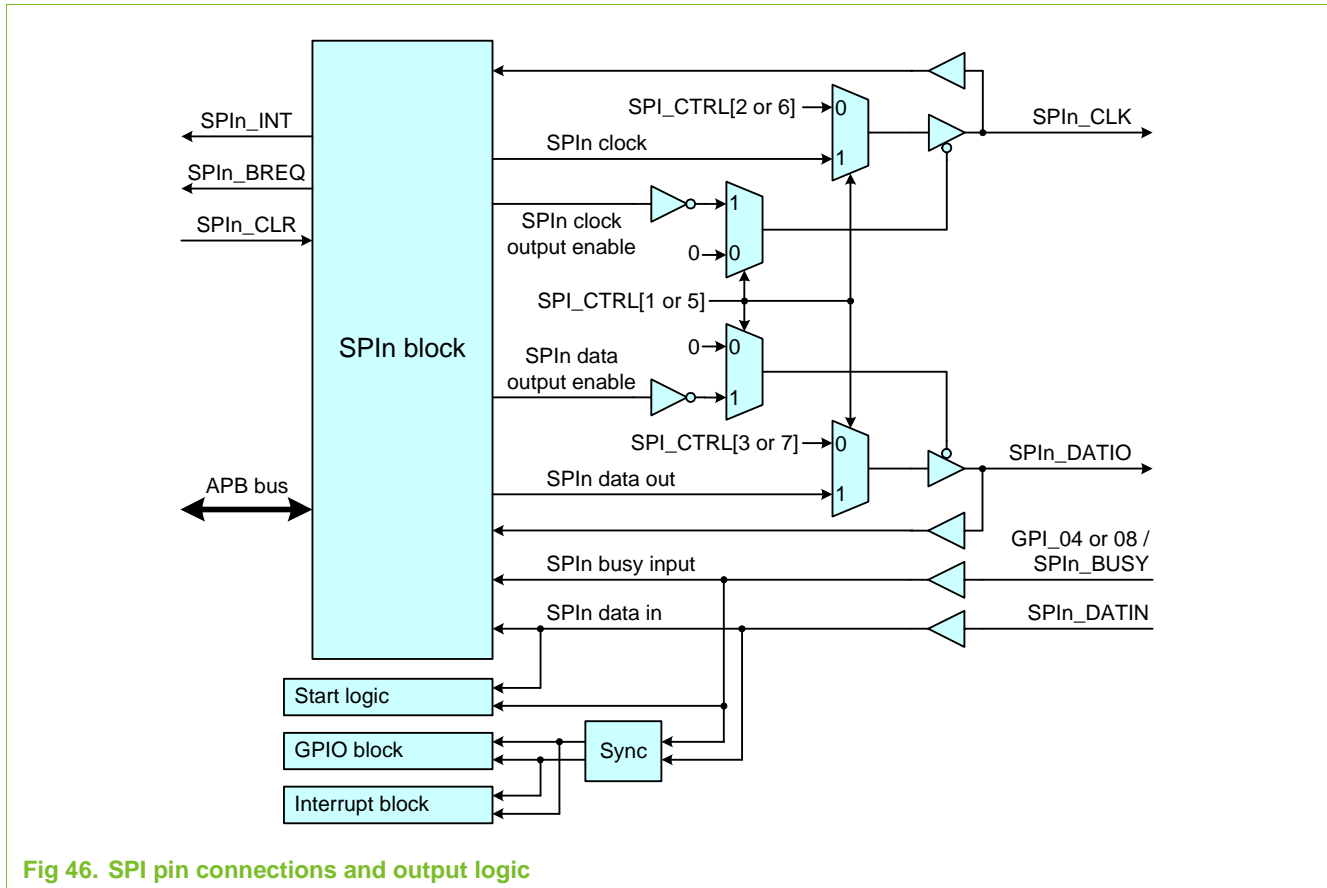 SPI_CTRL[2 or 6]
0
SPIn_INT
SPIn clock
1
SPIn_CLK
SPIn_BREQ
1
SPIn_CLR
SPIn clock
output enable
0
0
SPI_CTRL[1 or 5]
SPIn block
0
0
SPIn data
output enable
1
SPI_CTRL[3 or 7]
0
SPIn_DATIO
APB bus
SPIn data out
1
GPI_04 or 08 /
SPIn_BUSY
SPIn busy input
SPIn data in
SPIn_DATIN
Start logic
GPIO block
Sync
Interrupt block
Fig 46. SPI pin connections and output logic